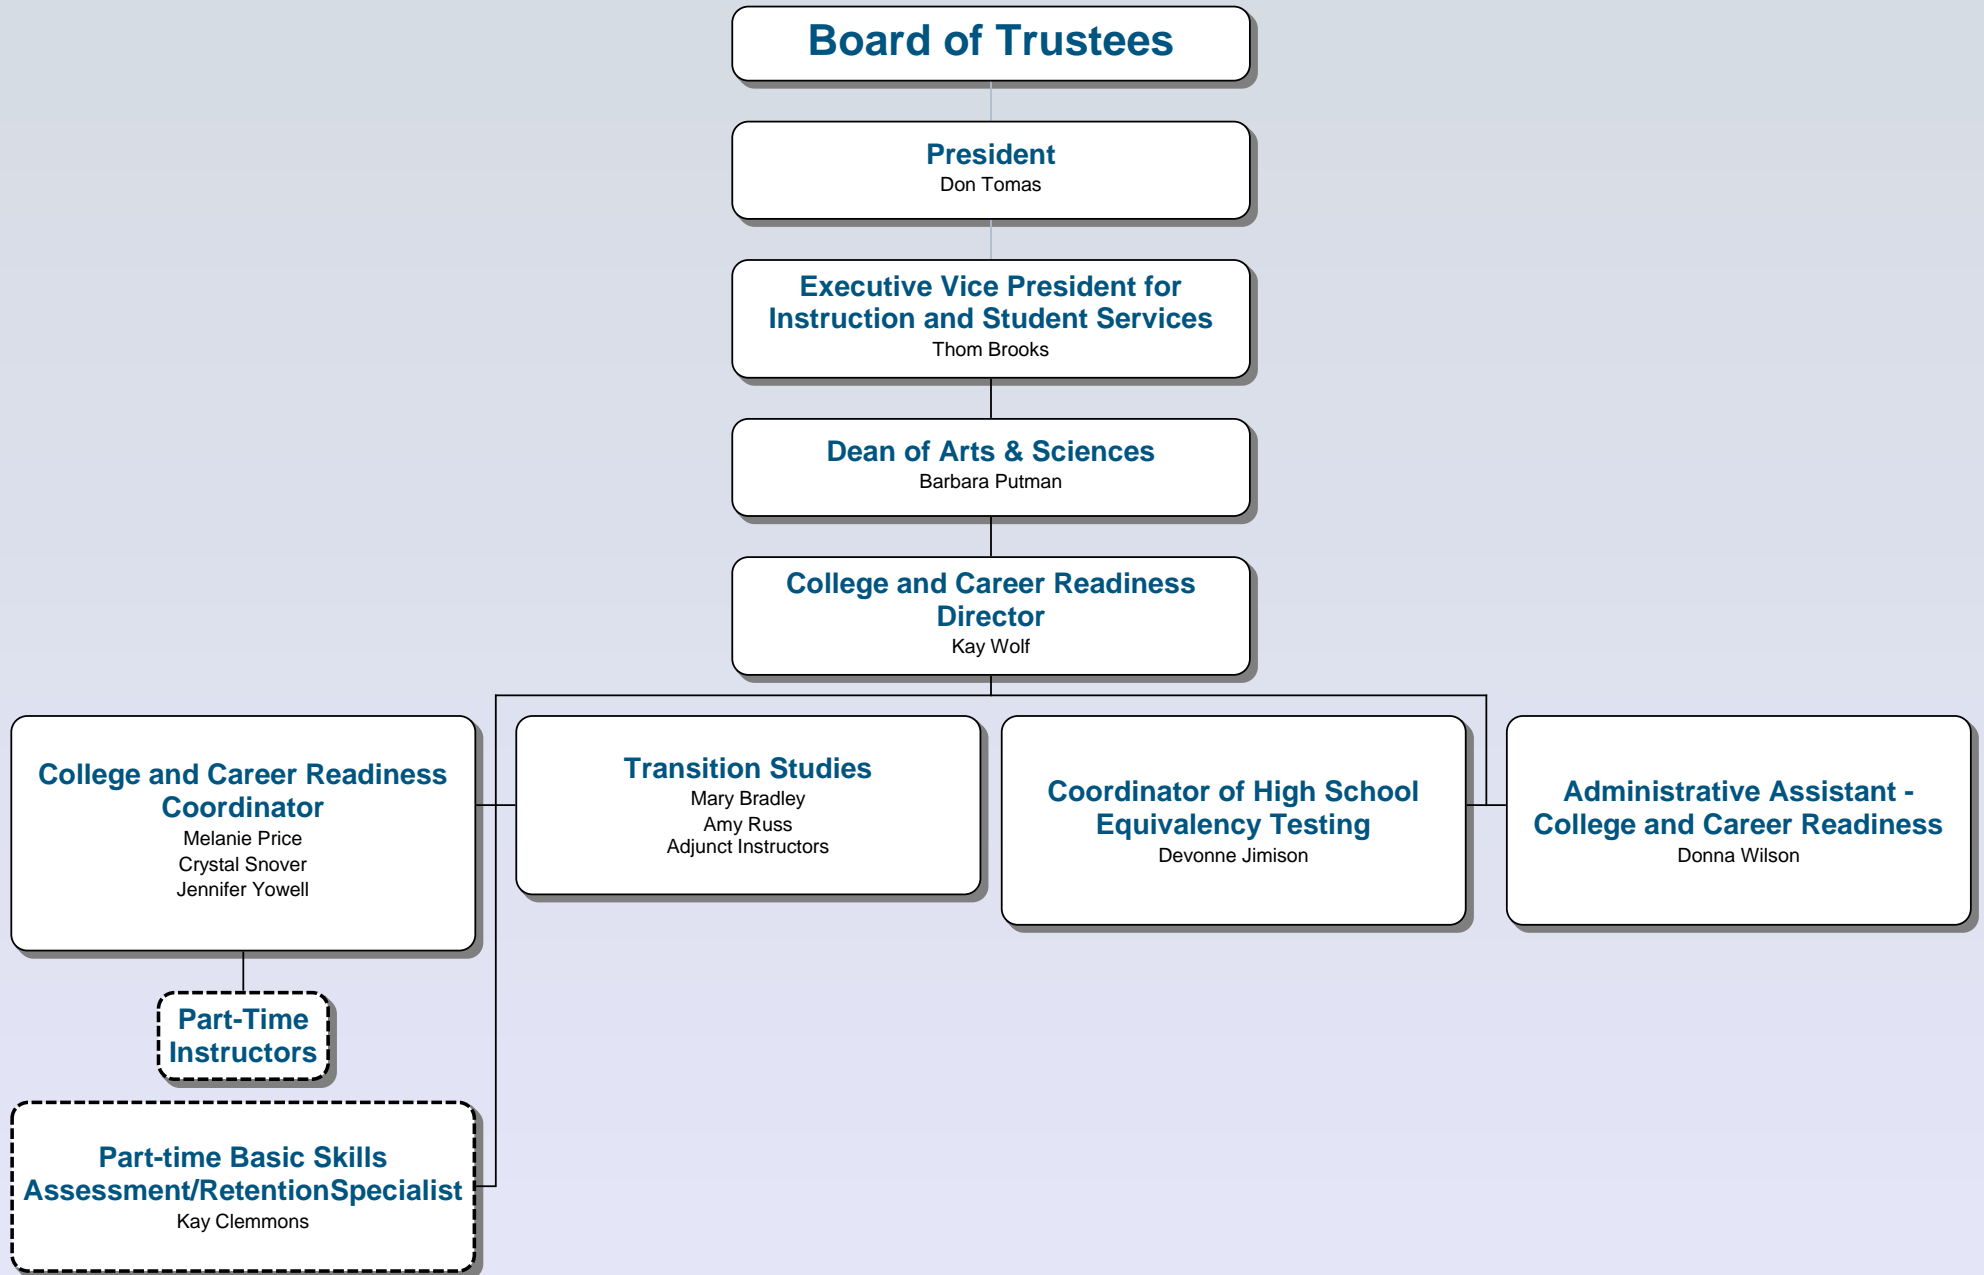 Board of Trustees
President
Don Tomas
Executive Vice President for
Instruction and Student Services
Thom Brooks
Dean of Arts & Sciences
Barbara Putman
College and Career Readiness
Director
Kay Wolf
College and Career Readiness
Coordinator
Melanie Price
Crystal Snover
Jennifer Yowell
Transition Studies
Mary Bradley
Amy Russ
Adjunct Instructors
Coordinator of High School
Equivalency Testing
Devonne Jimison
Administrative Assistant -
College and Career Readiness
Donna Wilson
Part-Time
Instructors
Part-time Basic Skills
Assessment/RetentionSpecialist
Kay Clemmons